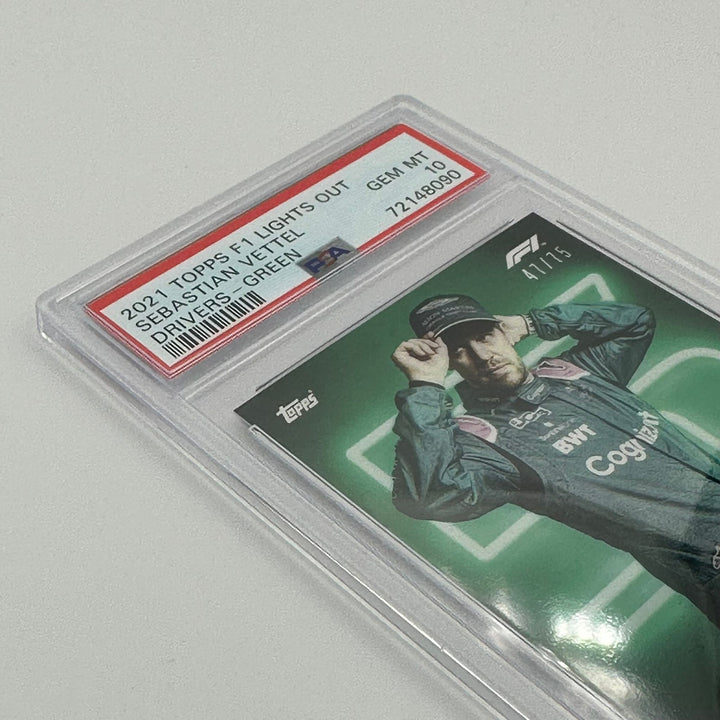 2021 TOPPS F1 LIGHTS OUT
SEBASTIAN VETTEL
DRIVERS - GREEN
GEM MT
10
72148090
PSA
F1
47/75
topps
BWT
Cognizant